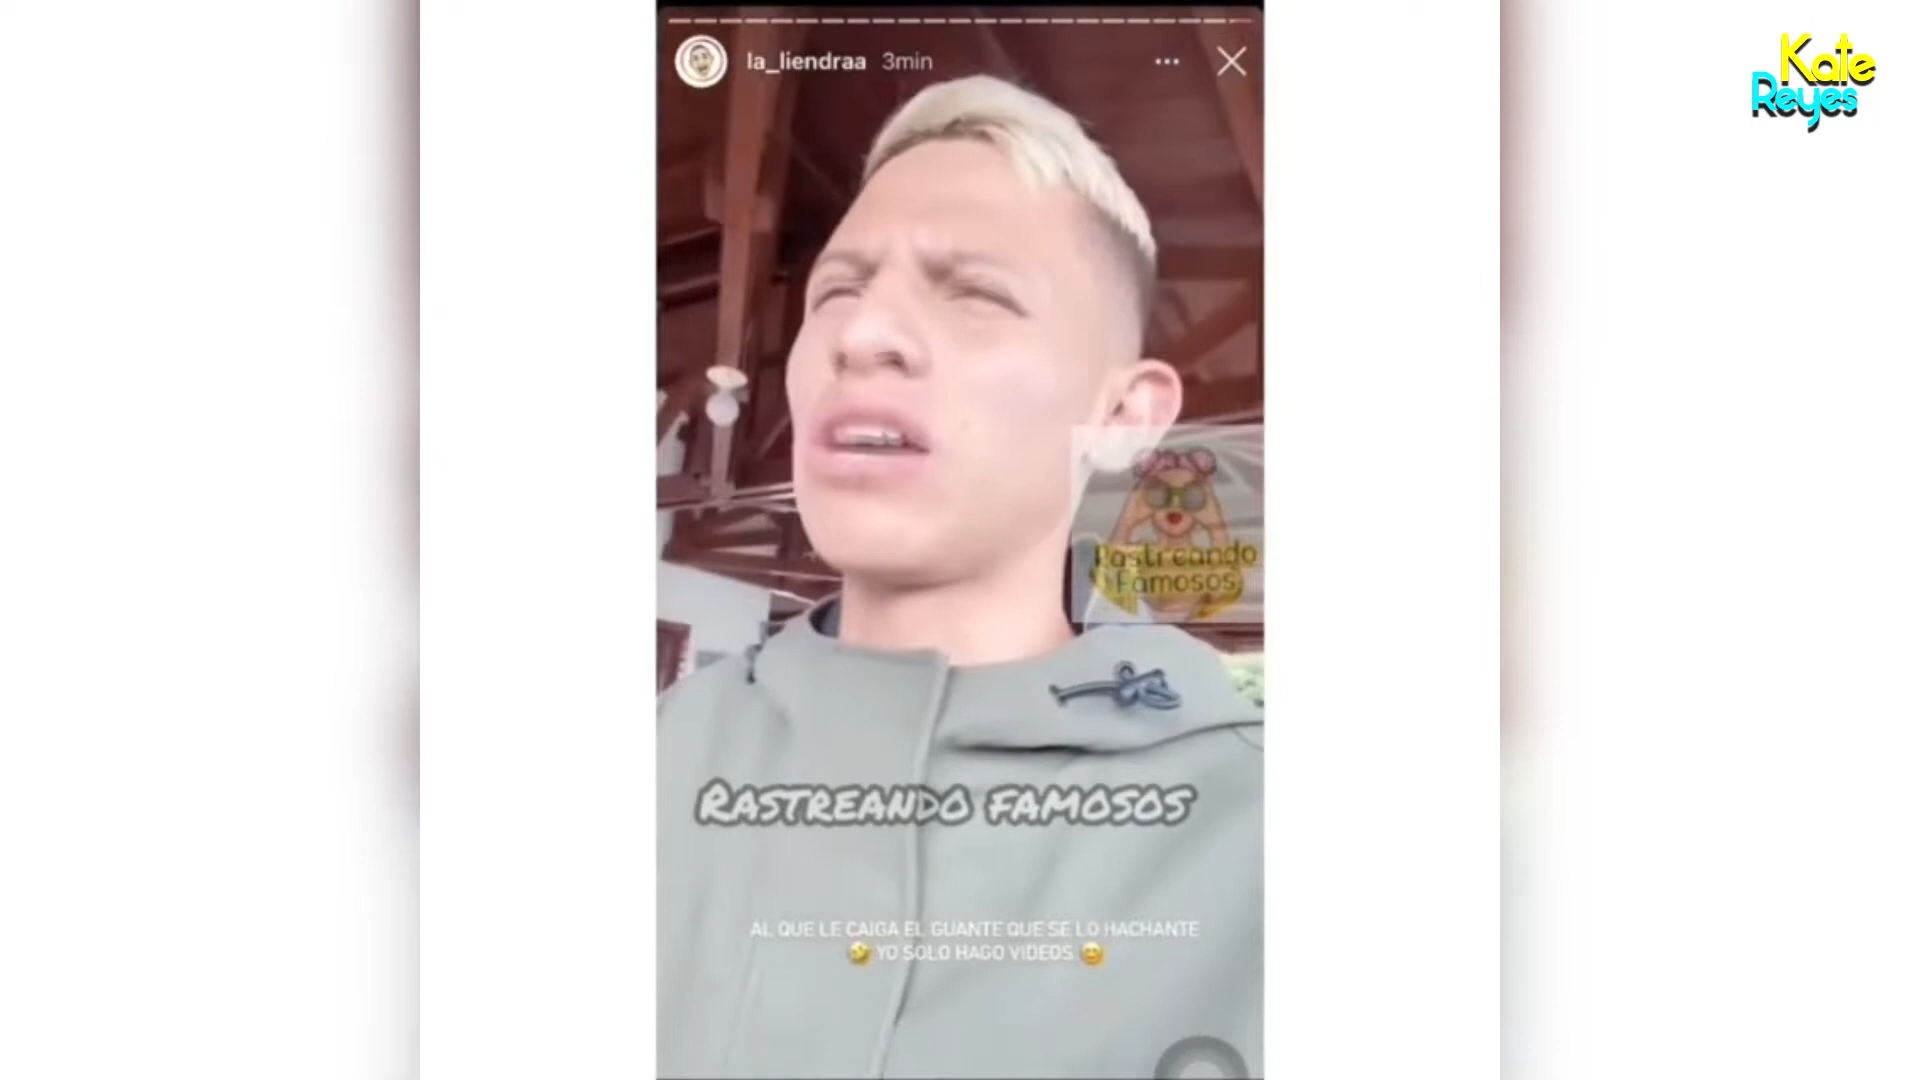 la_liendraa 3min
Kate
Reyes
Rastreando
Famosos
RASTREANDO FAMOSOS
AL QUE LE CAIGA EL GUANTE QUE SE LO HACHANTE
🤣 YO SOLO HAGO VIDEOS 😊